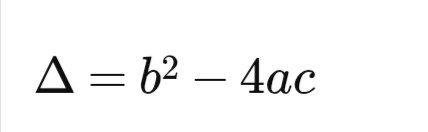 Δ = b² − 4ac